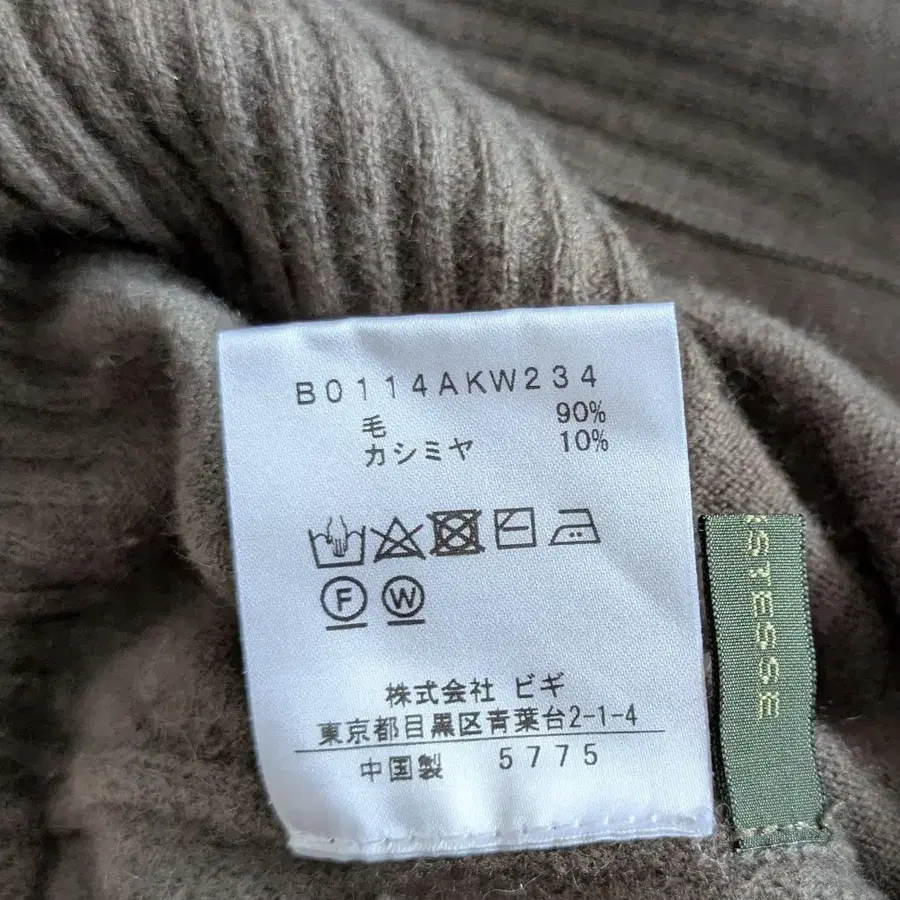 B0114AKW234
毛 90%
カシミヤ 10%
F W
株式会社 ビギ
東京都目黒区青葉台2-1-4
中国製 5775
STESSE